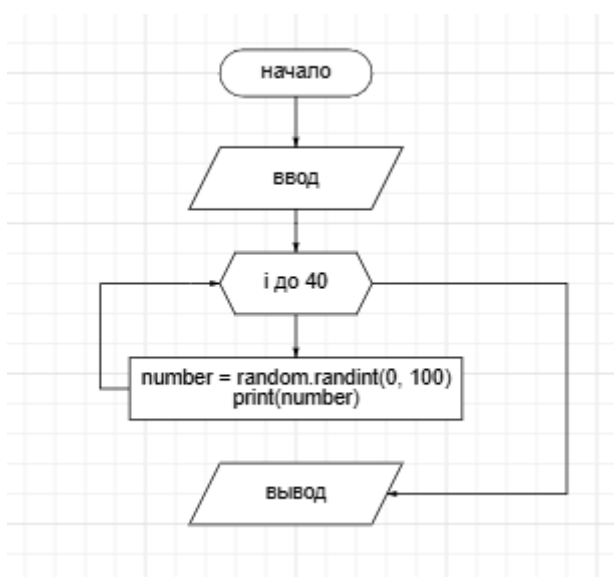 начало
ввод
i до 40
number = random.randint(0, 100)
print(number)
вывод